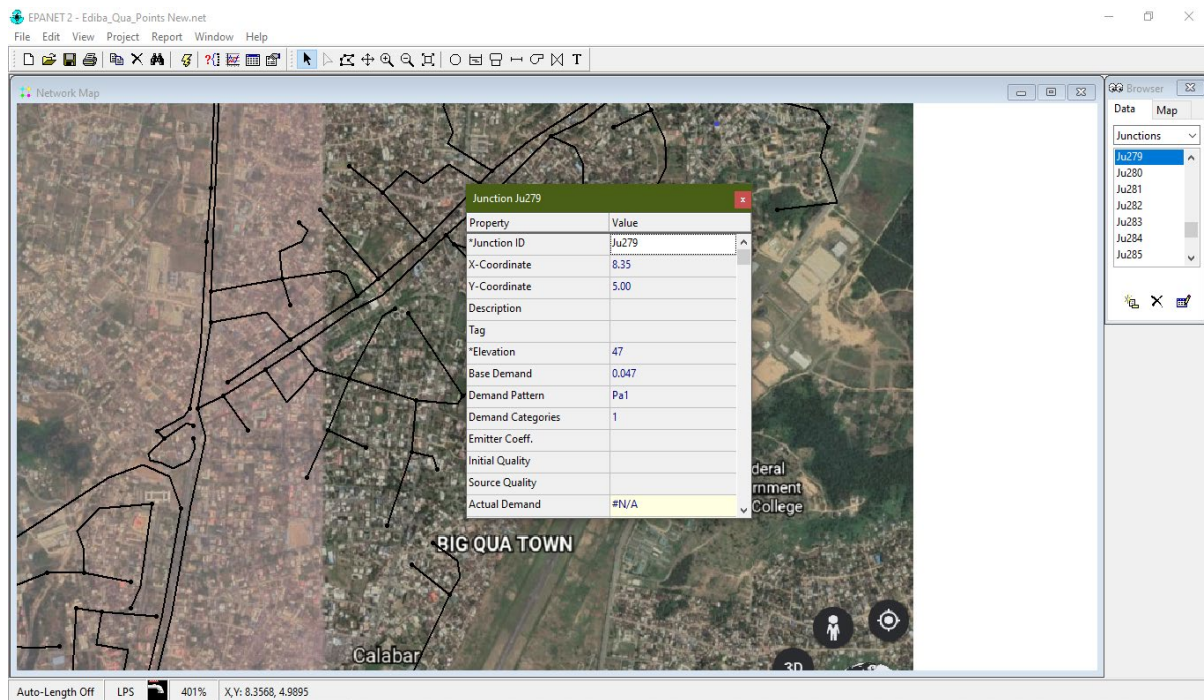 EPANET 2 - Ediba_Qua_Points New.net
File Edit View Project Report Window Help
T
Network Map
Browser
Data Map
Junctions
Ju279
Ju280
Ju281
Ju282
Ju283
Ju284
Ju285
Junction Ju279
Property Value
*Junction ID Ju279
X-Coordinate 8.35
Y-Coordinate 5.00
Description
Tag
*Elevation 47
Base Demand 0.047
Demand Pattern Pa1
Demand Categories 1
Emitter Coeff.
Initial Quality
Source Quality
Actual Demand #N/A
deral
rnment
College
BIG QUA TOWN
Calabar
3D
Auto-Length Off LPS 401% X,Y: 8.3568, 4.9895